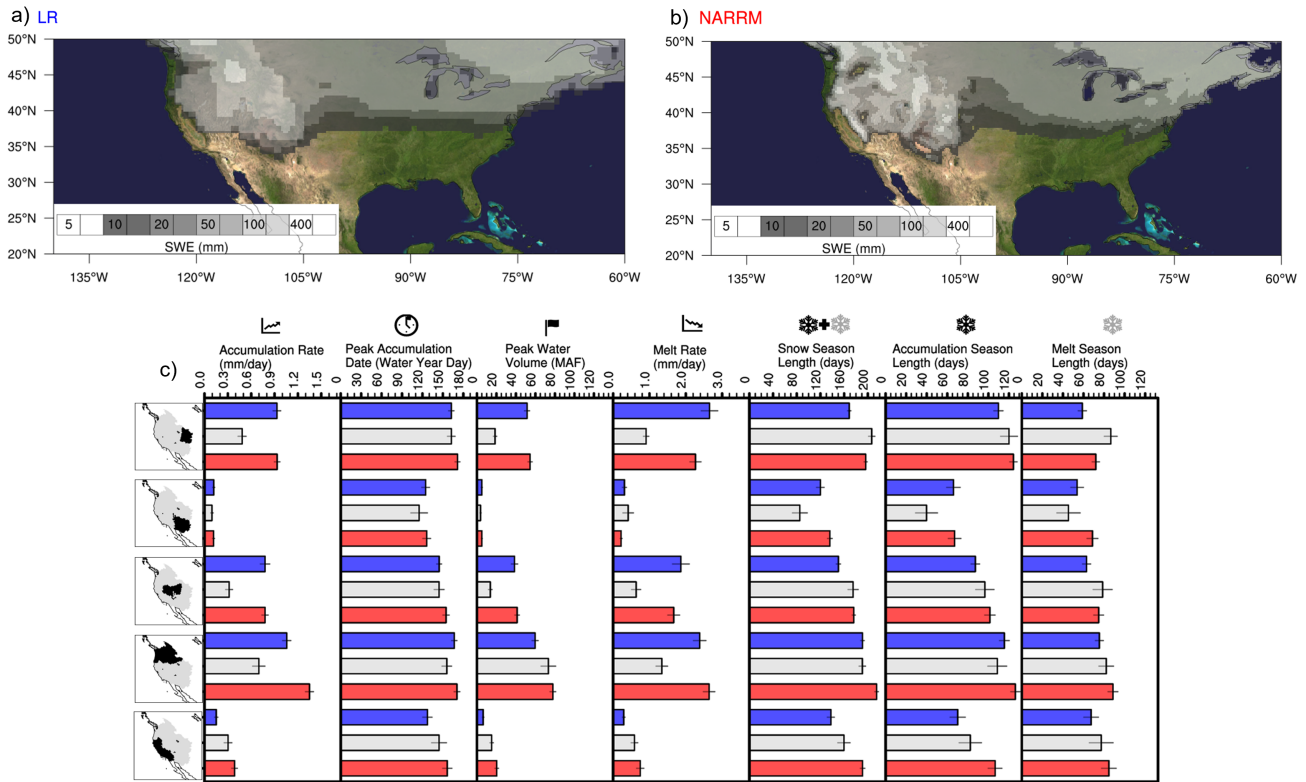 a) LR
b) NARRM
50°N
45°N
40°N
35°N
30°N
25°N
20°N
5 10 20 50 100 400
SWE (mm)
135°W 120°W 105°W 90°W 75°W 60°W
50°N
45°N
40°N
35°N
30°N
25°N
20°N
5 10 20 50 100 400
SWE (mm)
135°W 120°W 105°W 90°W 75°W 60°W
c)
Accumulation Rate
(mm/day)
0.0 0.3 0.6 0.9 1.2 1.5
Peak Accumulation
Date (Water Year Day)
0 30 60 90 120 150 180
Peak Water
Volume (MAF)
0 20 40 60 80 100 120
Melt Rate
(mm/day)
0.0 1.0 2.0 3.0
Snow Season
Length (days)
0 40 80 120 160 200
Accumulation Season
Length (days)
0 20 40 60 80 100 120
Melt Season
Length (days)
0 20 40 60 80 100 120